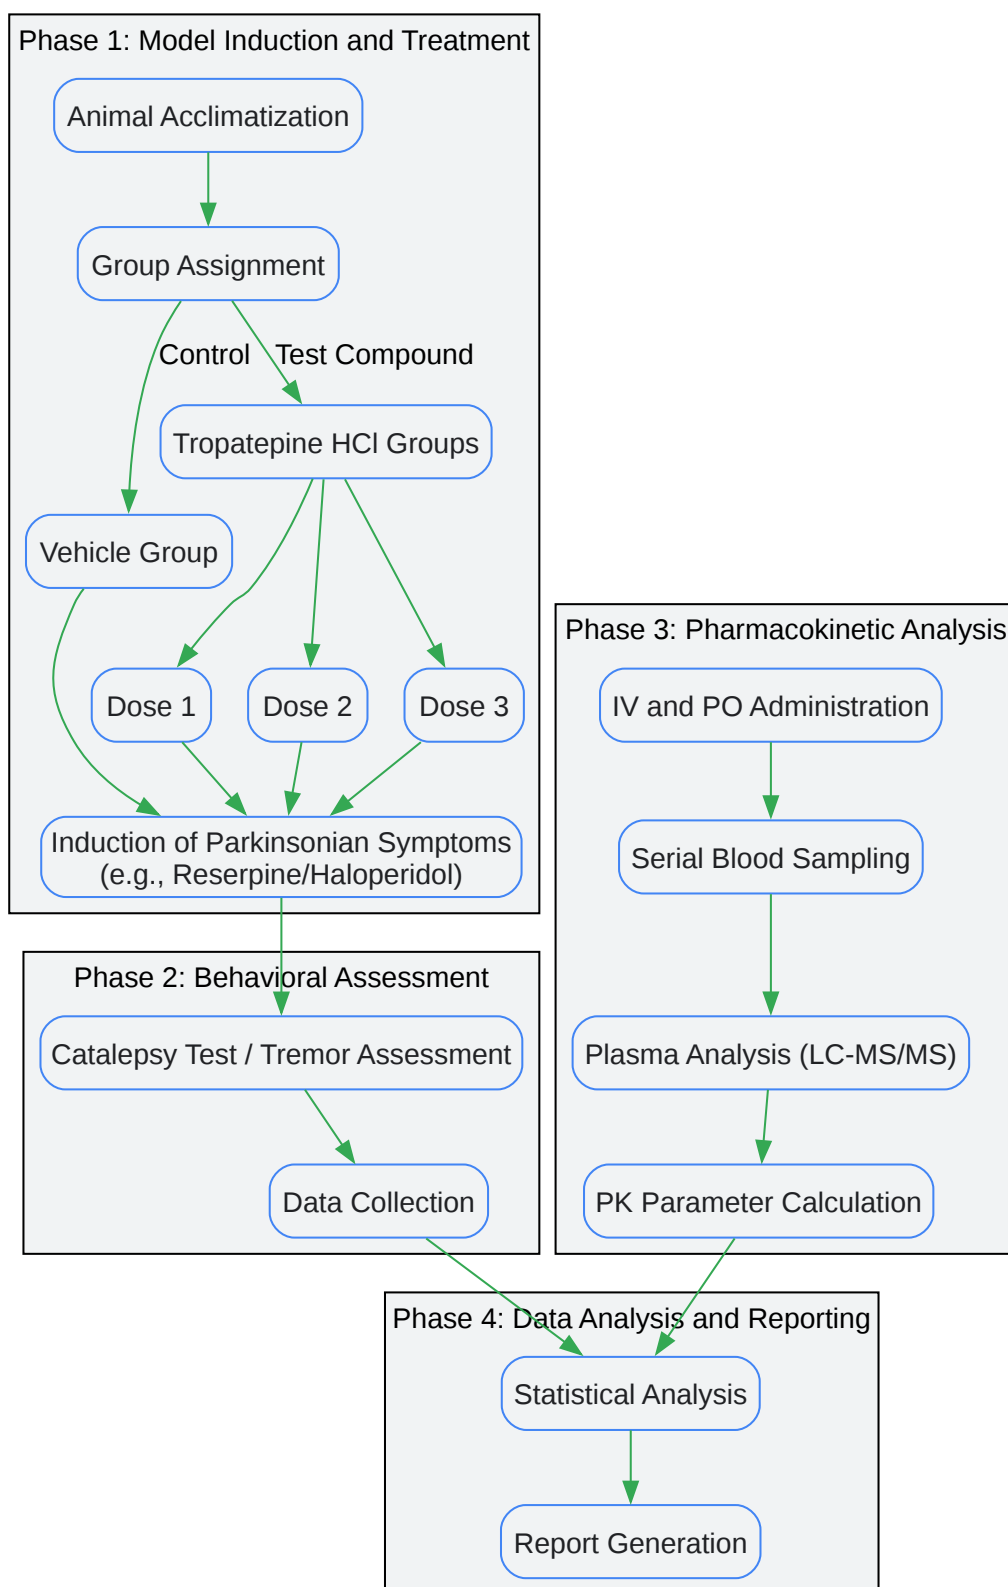 Phase 1: Model Induction and Treatment
Animal Acclimatization
Group Assignment
Control
Test Compound
Tropatepine HCl Groups
Vehicle Group
Dose 1
Dose 2
Dose 3
Induction of Parkinsonian Symptoms
(e.g., Reserpine/Haloperidol)
Phase 2: Behavioral Assessment
Catalepsy Test / Tremor Assessment
Data Collection
Phase 3: Pharmacokinetic Analysis
IV and PO Administration
Serial Blood Sampling
Plasma Analysis (LC-MS/MS)
PK Parameter Calculation
Phase 4: Data Analysis and Reporting
Statistical Analysis
Report Generation